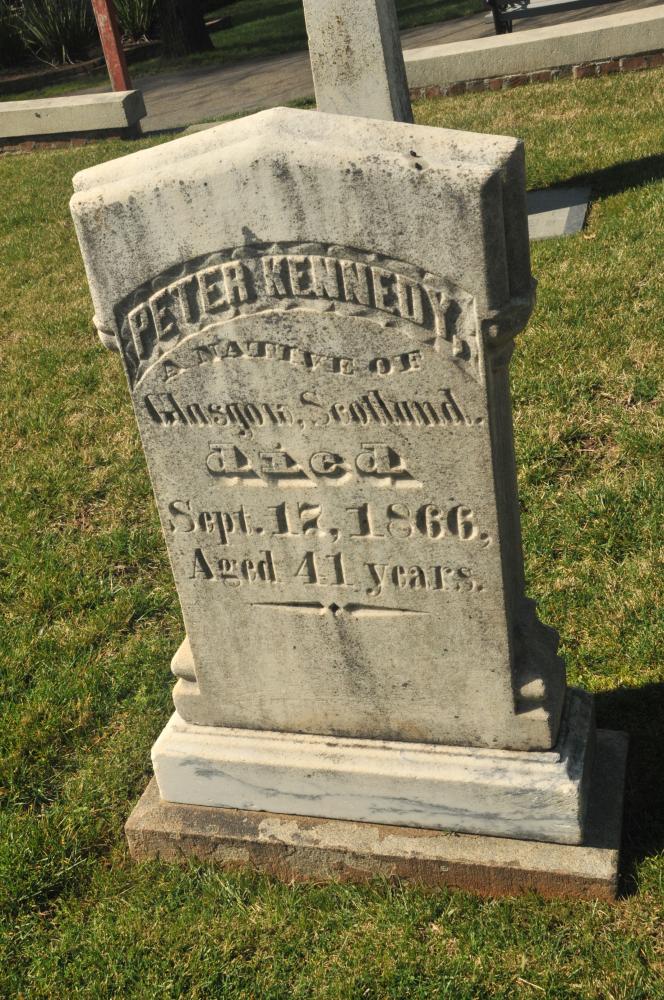 PETER KENNEDY,
A NATIVE OF
Glasgow, Scotland.
died
Sept. 17, 1866,
Aged 41 years.